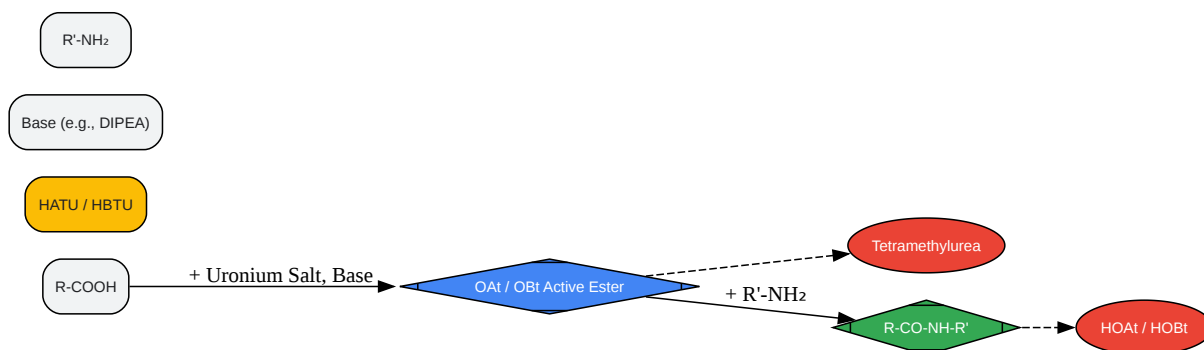 R'-NH₂
Base (e.g., DIPEA)
HATU / HBTU
R-COOH
+ Uronium Salt, Base
OAt / OBt Active Ester
Tetramethylurea
+ R'-NH₂
R-CO-NH-R'
HOAt / HOBt